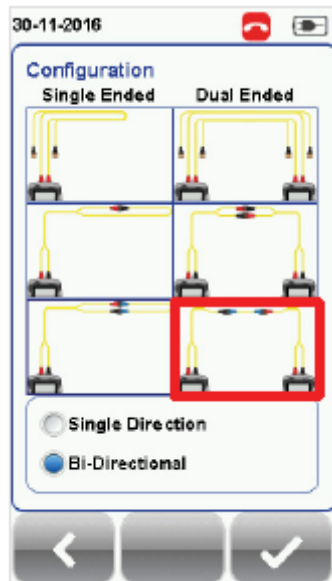 30-11-2016
Configuration
Single Ended Dual Ended
Single Direction
Bi-Directional